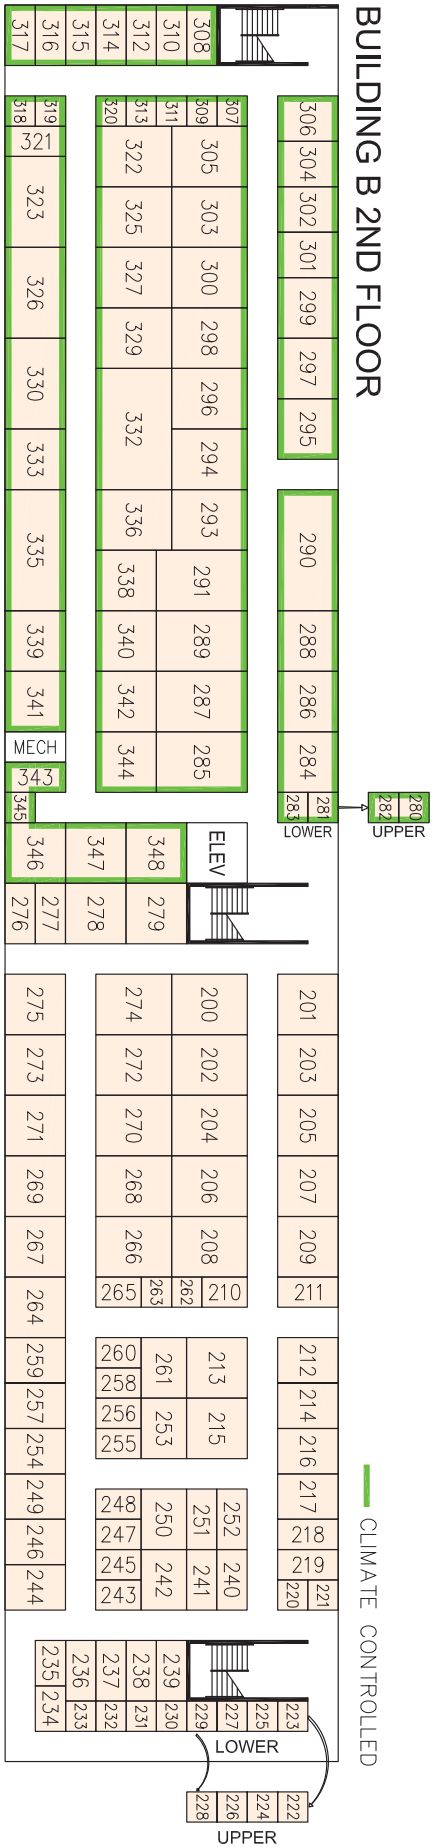 BUILDING B 2ND FLOOR
317 316 315 314 312 310 308
318 319 320 313 311 309 307
321
322 305 306
323 304
325 303 302
326 327 300 301
329 298 299
330 296 297
332
333 294 295
335 336 293 290
338 291
339 340 289 288
341 342 287 286
MECH
343 344 285 284
345 283 281 282 280
LOWER UPPER
346 347 348 ELEV
276 277 278 279
275 274 200 201
273 272 202 203
271 270 204 205
269 268 206 207
267 266 208 209
264 265 263 262 210 211
259 260 261 213 212
258
257 256 253 215 214
254 255 216
249 248 250 251 252 217
246 247 218
244 245 242 241 240 219
243 220 221
CLIMATE CONTROLLED
235 236 237 238 239
234 233 232 231 230 229 227 225 223
LOWER
228 226 224 222
UPPER